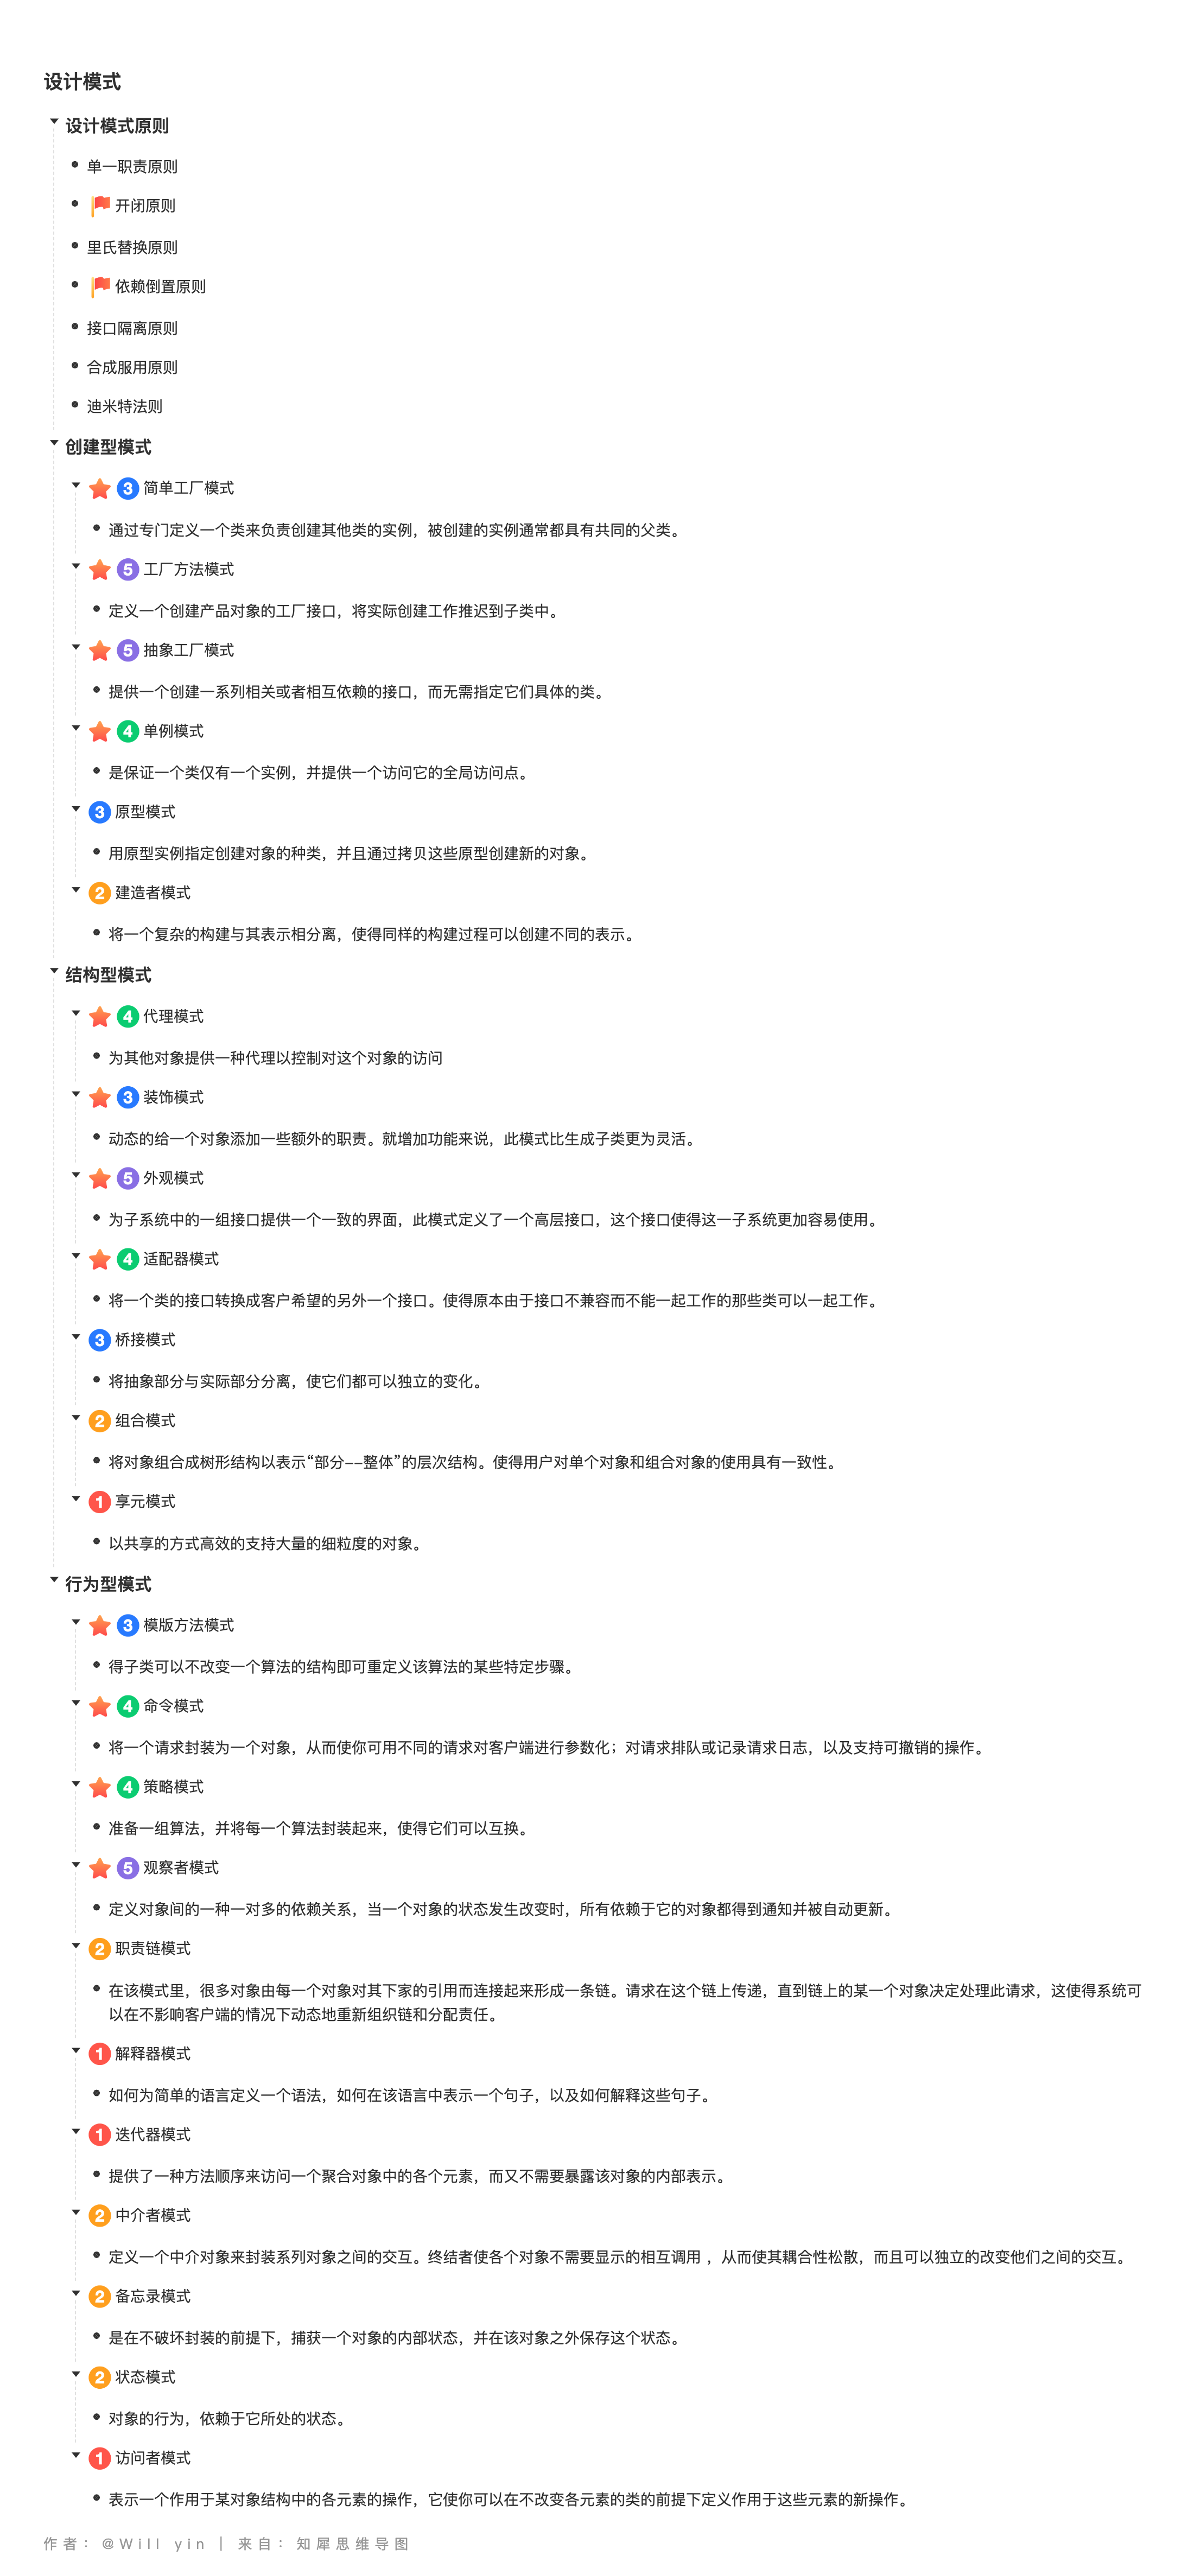 设计模式
设计模式原则
单一职责原则
开闭原则
里氏替换原则
依赖倒置原则
接口隔离原则
合成服用原则
迪米特法则
创建型模式
3 简单工厂模式
通过专门定义一个类来负责创建其他类的实例，被创建的实例通常都具有共同的父类。
5 工厂方法模式
定义一个创建产品对象的工厂接口，将实际创建工作推迟到子类中。
5 抽象工厂模式
提供一个创建一系列相关或者相互依赖的接口，而无需指定它们具体的类。
4 单例模式
是保证一个类仅有一个实例，并提供一个访问它的全局访问点。
3 原型模式
用原型实例指定创建对象的种类，并且通过拷贝这些原型创建新的对象。
2 建造者模式
将一个复杂的构建与其表示相分离，使得同样的构建过程可以创建不同的表示。
结构型模式
4 代理模式
为其他对象提供一种代理以控制对这个对象的访问
3 装饰模式
动态的给一个对象添加一些额外的职责。就增加功能来说，此模式比生成子类更为灵活。
5 外观模式
为子系统中的一组接口提供一个一致的界面，此模式定义了一个高层接口，这个接口使得这一子系统更加容易使用。
4 适配器模式
将一个类的接口转换成客户希望的另外一个接口。使得原本由于接口不兼容而不能一起工作的那些类可以一起工作。
3 桥接模式
将抽象部分与实际部分分离，使它们都可以独立的变化。
2 组合模式
将对象组合成树形结构以表示“部分--整体”的层次结构。使得用户对单个对象和组合对象的使用具有一致性。
1 享元模式
以共享的方式高效的支持大量的细粒度的对象。
行为型模式
3 模版方法模式
得子类可以不改变一个算法的结构即可重定义该算法的某些特定步骤。
4 命令模式
将一个请求封装为一个对象，从而使你可用不同的请求对客户端进行参数化；对请求排队或记录请求日志，以及支持可撤销的操作。
4 策略模式
准备一组算法，并将每一个算法封装起来，使得它们可以互换。
5 观察者模式
定义对象间的一种一对多的依赖关系，当一个对象的状态发生改变时，所有依赖于它的对象都得到通知并被自动更新。
2 职责链模式
在该模式里，很多对象由每一个对象对其下家的引用而连接起来形成一条链。请求在这个链上传递，直到链上的某一个对象决定处理此请求，这使得系统可
以在不影响客户端的情况下动态地重新组织链和分配责任。
1 解释器模式
如何为简单的语言定义一个语法，如何在该语言中表示一个句子，以及如何解释这些句子。
1 迭代器模式
提供了一种方法顺序来访问一个聚合对象中的各个元素，而又不需要暴露该对象的内部表示。
2 中介者模式
定义一个中介对象来封装系列对象之间的交互。终结者使各个对象不需要显示的相互调用 ，从而使其耦合性松散，而且可以独立的改变他们之间的交互。
2 备忘录模式
是在不破坏封装的前提下，捕获一个对象的内部状态，并在该对象之外保存这个状态。
2 状态模式
对象的行为，依赖于它所处的状态。
1 访问者模式
表示一个作用于某对象结构中的各元素的操作，它使你可以在不改变各元素的类的前提下定义作用于这些元素的新操作。
作者：@Will yin | 来自：知犀思维导图